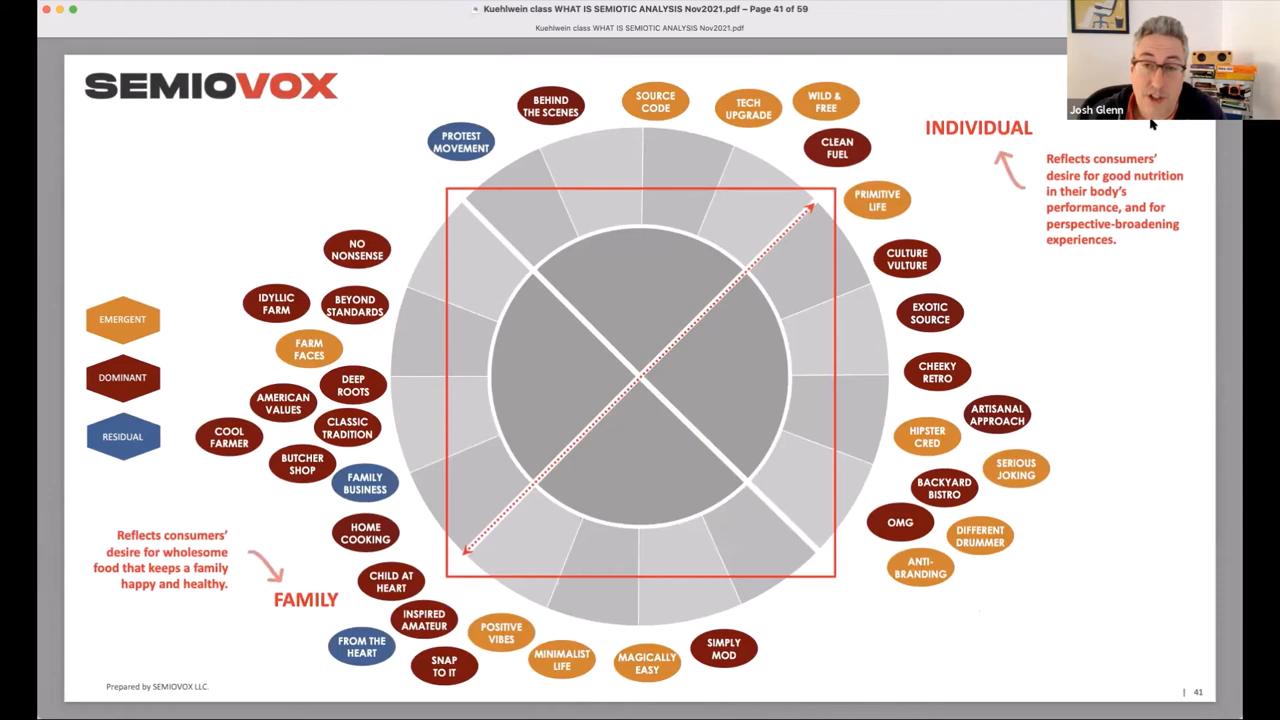 Kuehlwein class WHAT IS SEMIOTIC ANALYSIS Nov2021.pdf – Page 41 of 59
Kuehlwein class WHAT IS SEMIOTIC ANALYSIS Nov2021.pdf
Josh Glenn
SEMIOVOX
BEHIND
THE SCENES
SOURCE
CODE
TECH
UPGRADE
WILD &
FREE
PROTEST
MOVEMENT
CLEAN
FUEL
INDIVIDUAL
Reflects consumers'
desire for good nutrition
in their body's
performance, and for
perspective-broadening
experiences.
PRIMITIVE
LIFE
NO
NONSENSE
CULTURE
VULTURE
IDYLLIC
FARM
BEYOND
STANDARDS
EXOTIC
SOURCE
EMERGENT
FARM
FACES
DOMINANT
DEEP
ROOTS
CHEEKY
RETRO
AMERICAN
VALUES
ARTISANAL
APPROACH
RESIDUAL
COOL
FARMER
CLASSIC
TRADITION
HIPSTER
CRED
BUTCHER
SHOP
SERIOUS
JOKING
FAMILY
BUSINESS
BACKYARD
BISTRO
HOME
COOKING
OMG
DIFFERENT
DRUMMER
Reflects consumers'
desire for wholesome
food that keeps a family
happy and healthy.
FAMILY
CHILD AT
HEART
ANTI-
BRANDING
INSPIRED
AMATEUR
FROM THE
HEART
SNAP
TO IT
POSITIVE
VIBES
MINIMALIST
LIFE
MAGICALLY
EASY
SIMPLY
MOD
Prepared by SEMIOVOX LLC.
| 41